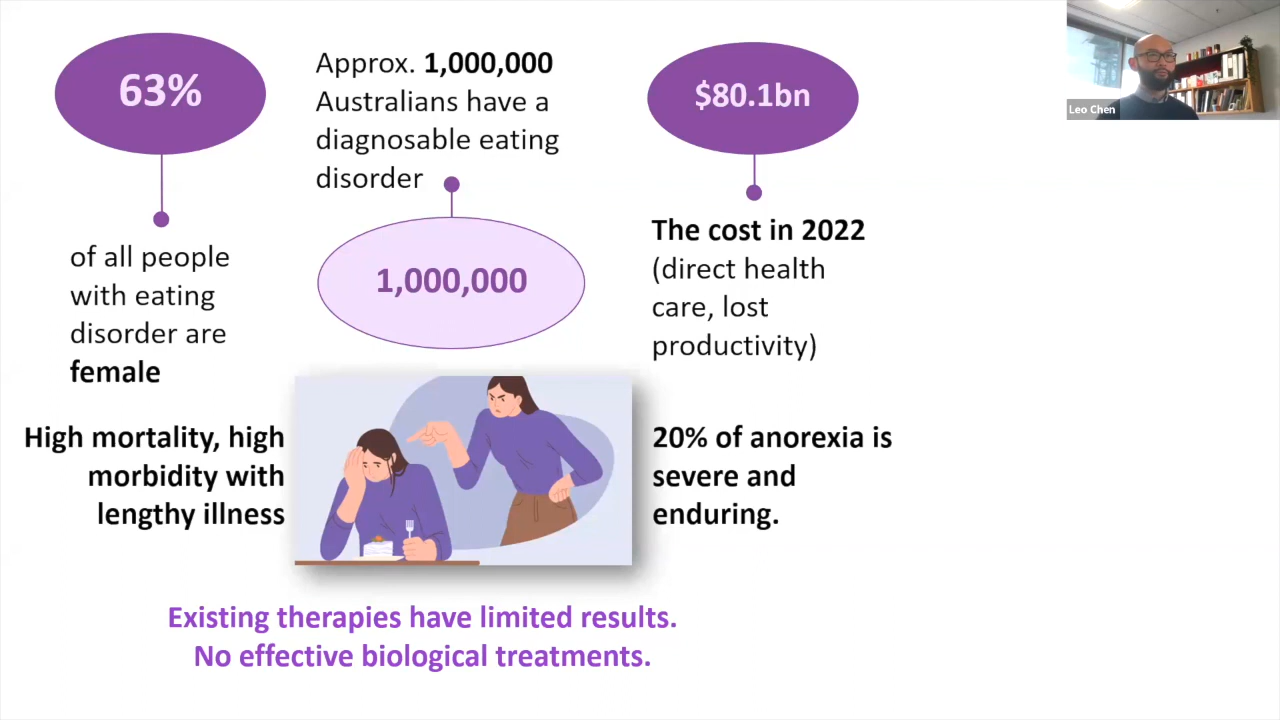 63%
of all people
with eating
disorder are
female
Approx. 1,000,000
Australians have a
diagnosable eating
disorder
1,000,000
$80.1bn
The cost in 2022
(direct health
care, lost
productivity)
Leo Chen
High mortality, high
morbidity with
lengthy illness
20% of anorexia is
severe and
enduring.
Existing therapies have limited results.
No effective biological treatments.